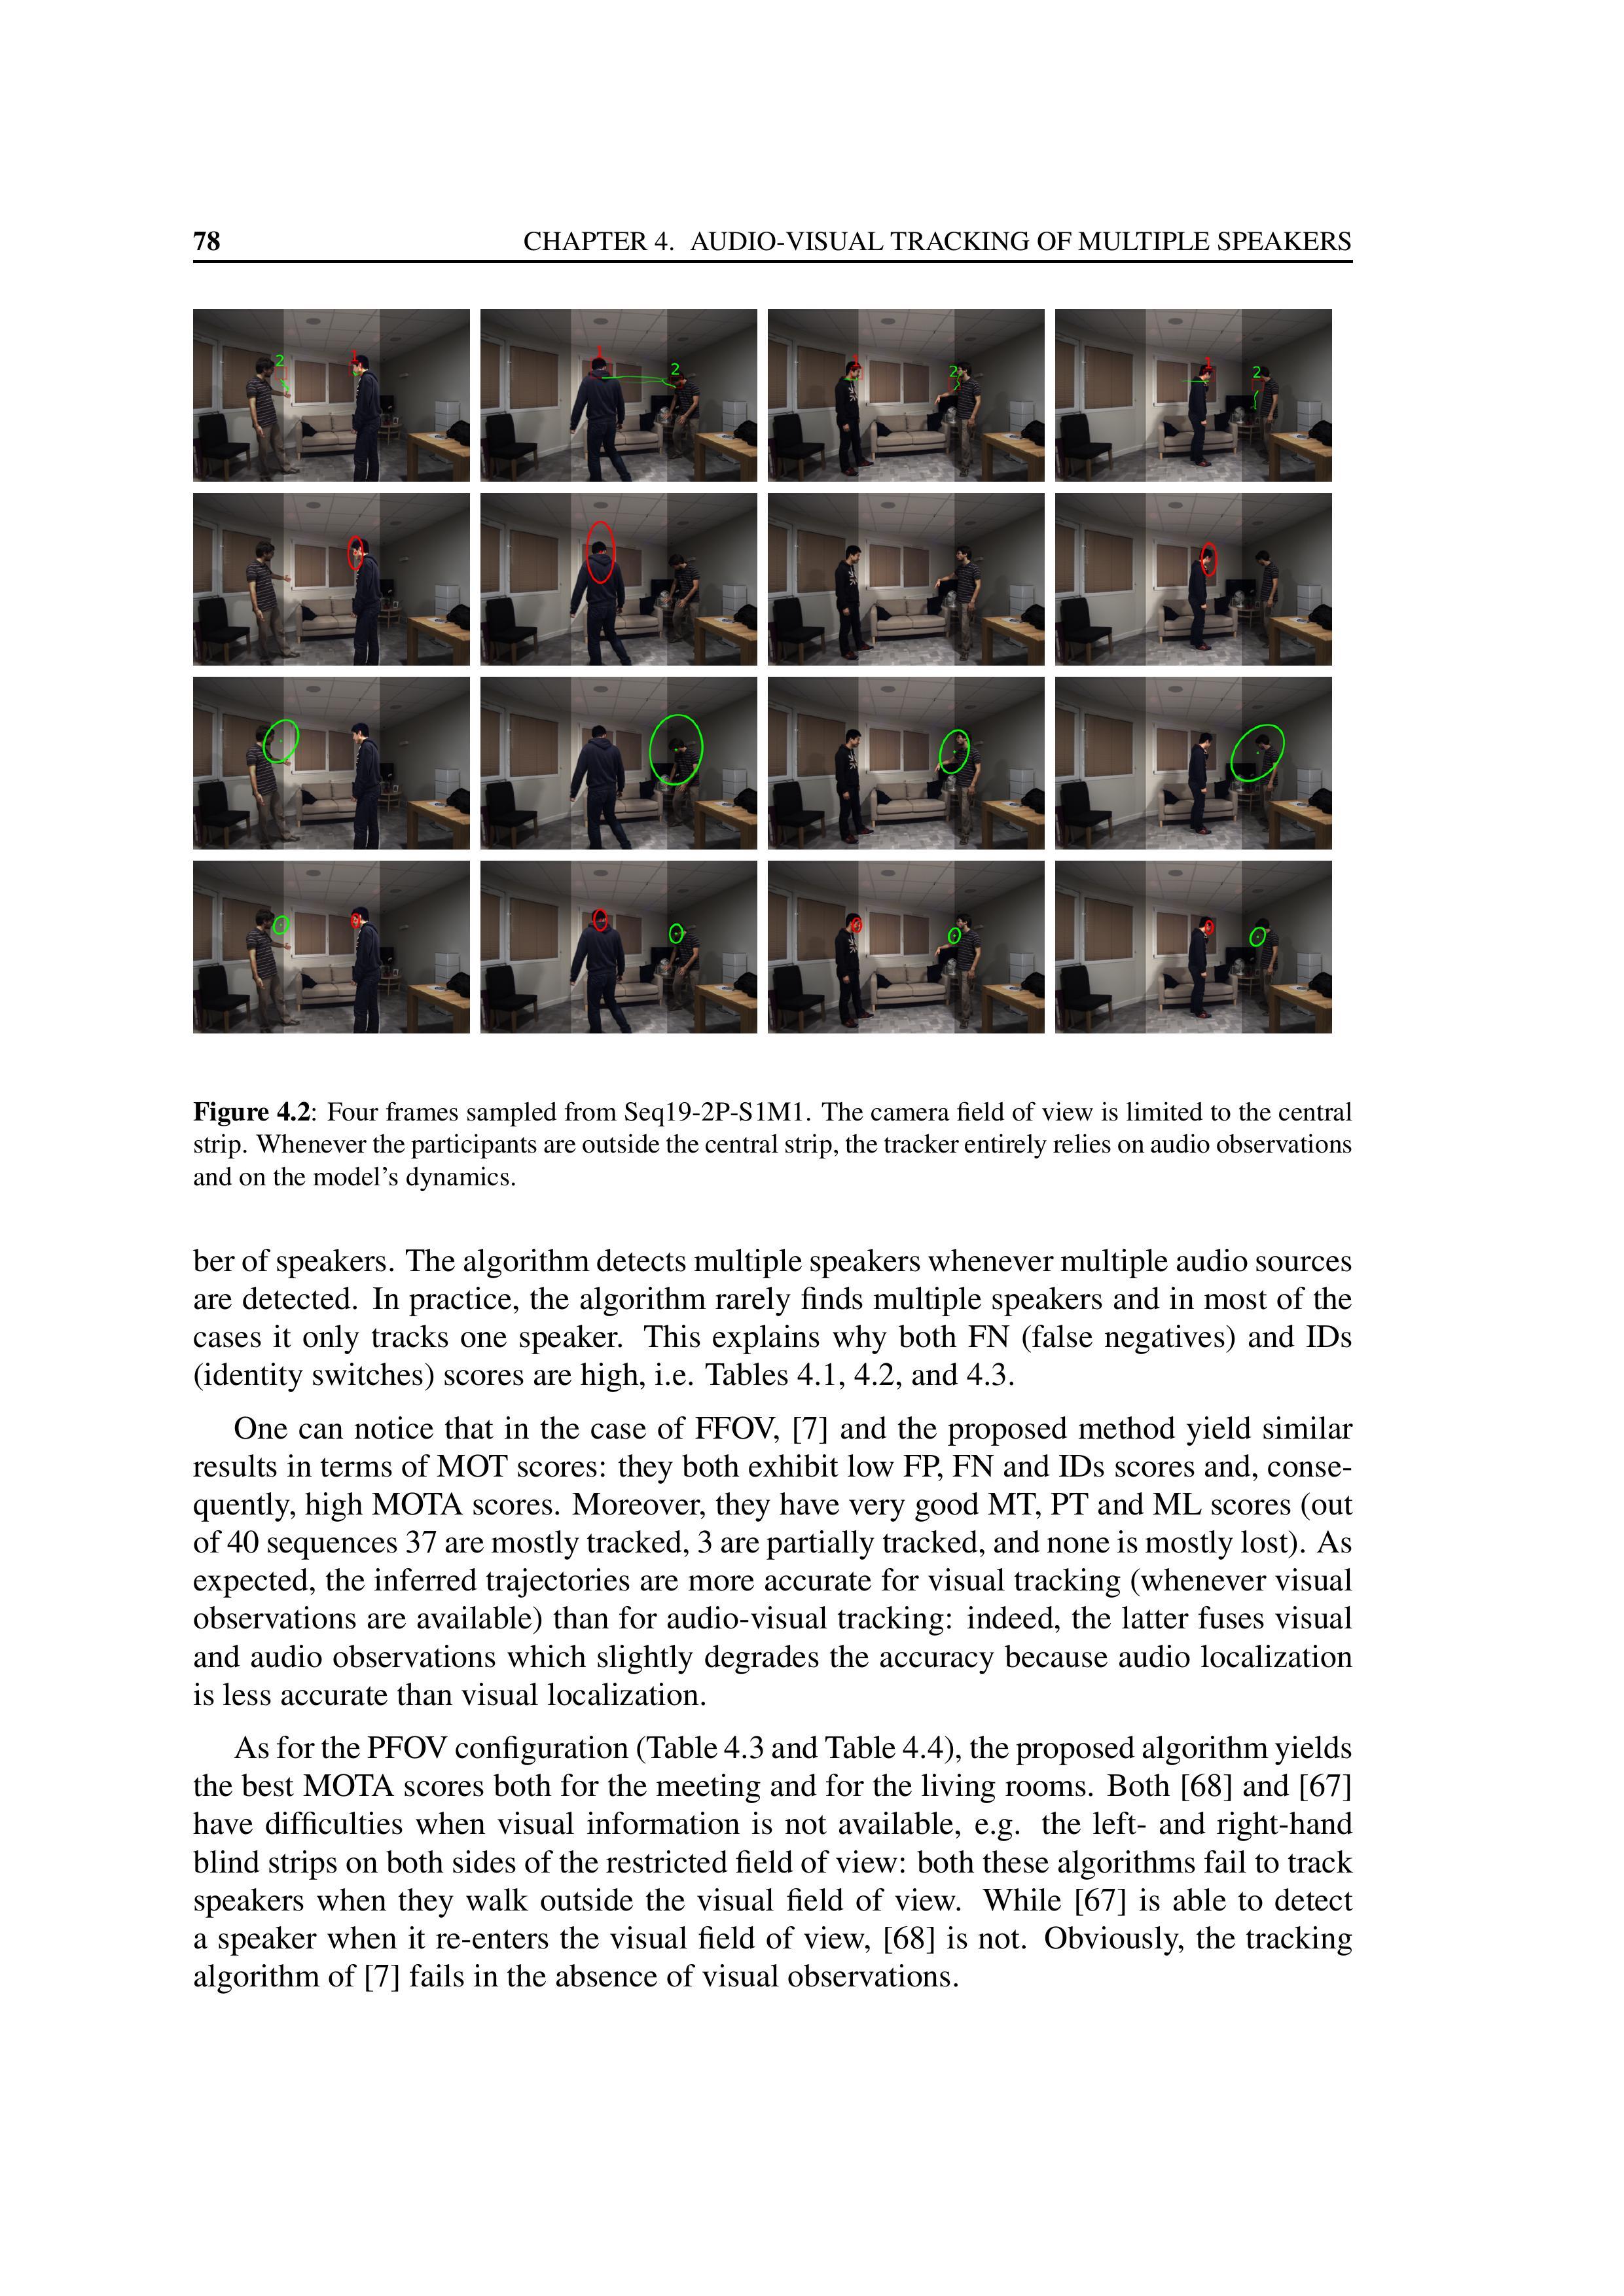 78 CHAPTER 4. AUDIO-VISUAL TRACKING OF MULTIPLE SPEAKERS
2 1 1 2 1 2 1 2
Figure 4.2: Four frames sampled from Seq19-2P-S1M1. The camera field of view is limited to the central
strip. Whenever the participants are outside the central strip, the tracker entirely relies on audio observations
and on the model's dynamics.
ber of speakers. The algorithm detects multiple speakers whenever multiple audio sources
are detected. In practice, the algorithm rarely finds multiple speakers and in most of the
cases it only tracks one speaker. This explains why both FN (false negatives) and IDs
(identity switches) scores are high, i.e. Tables 4.1, 4.2, and 4.3.
One can notice that in the case of FFOV, [7] and the proposed method yield similar
results in terms of MOT scores: they both exhibit low FP, FN and IDs scores and, conse-
quently, high MOTA scores. Moreover, they have very good MT, PT and ML scores (out
of 40 sequences 37 are mostly tracked, 3 are partially tracked, and none is mostly lost). As
expected, the inferred trajectories are more accurate for visual tracking (whenever visual
observations are available) than for audio-visual tracking: indeed, the latter fuses visual
and audio observations which slightly degrades the accuracy because audio localization
is less accurate than visual localization.
As for the PFOV configuration (Table 4.3 and Table 4.4), the proposed algorithm yields
the best MOTA scores both for the meeting and for the living rooms. Both [68] and [67]
have difficulties when visual information is not available, e.g. the left- and right-hand
blind strips on both sides of the restricted field of view: both these algorithms fail to track
speakers when they walk outside the visual field of view. While [67] is able to detect
a speaker when it re-enters the visual field of view, [68] is not. Obviously, the tracking
algorithm of [7] fails in the absence of visual observations.